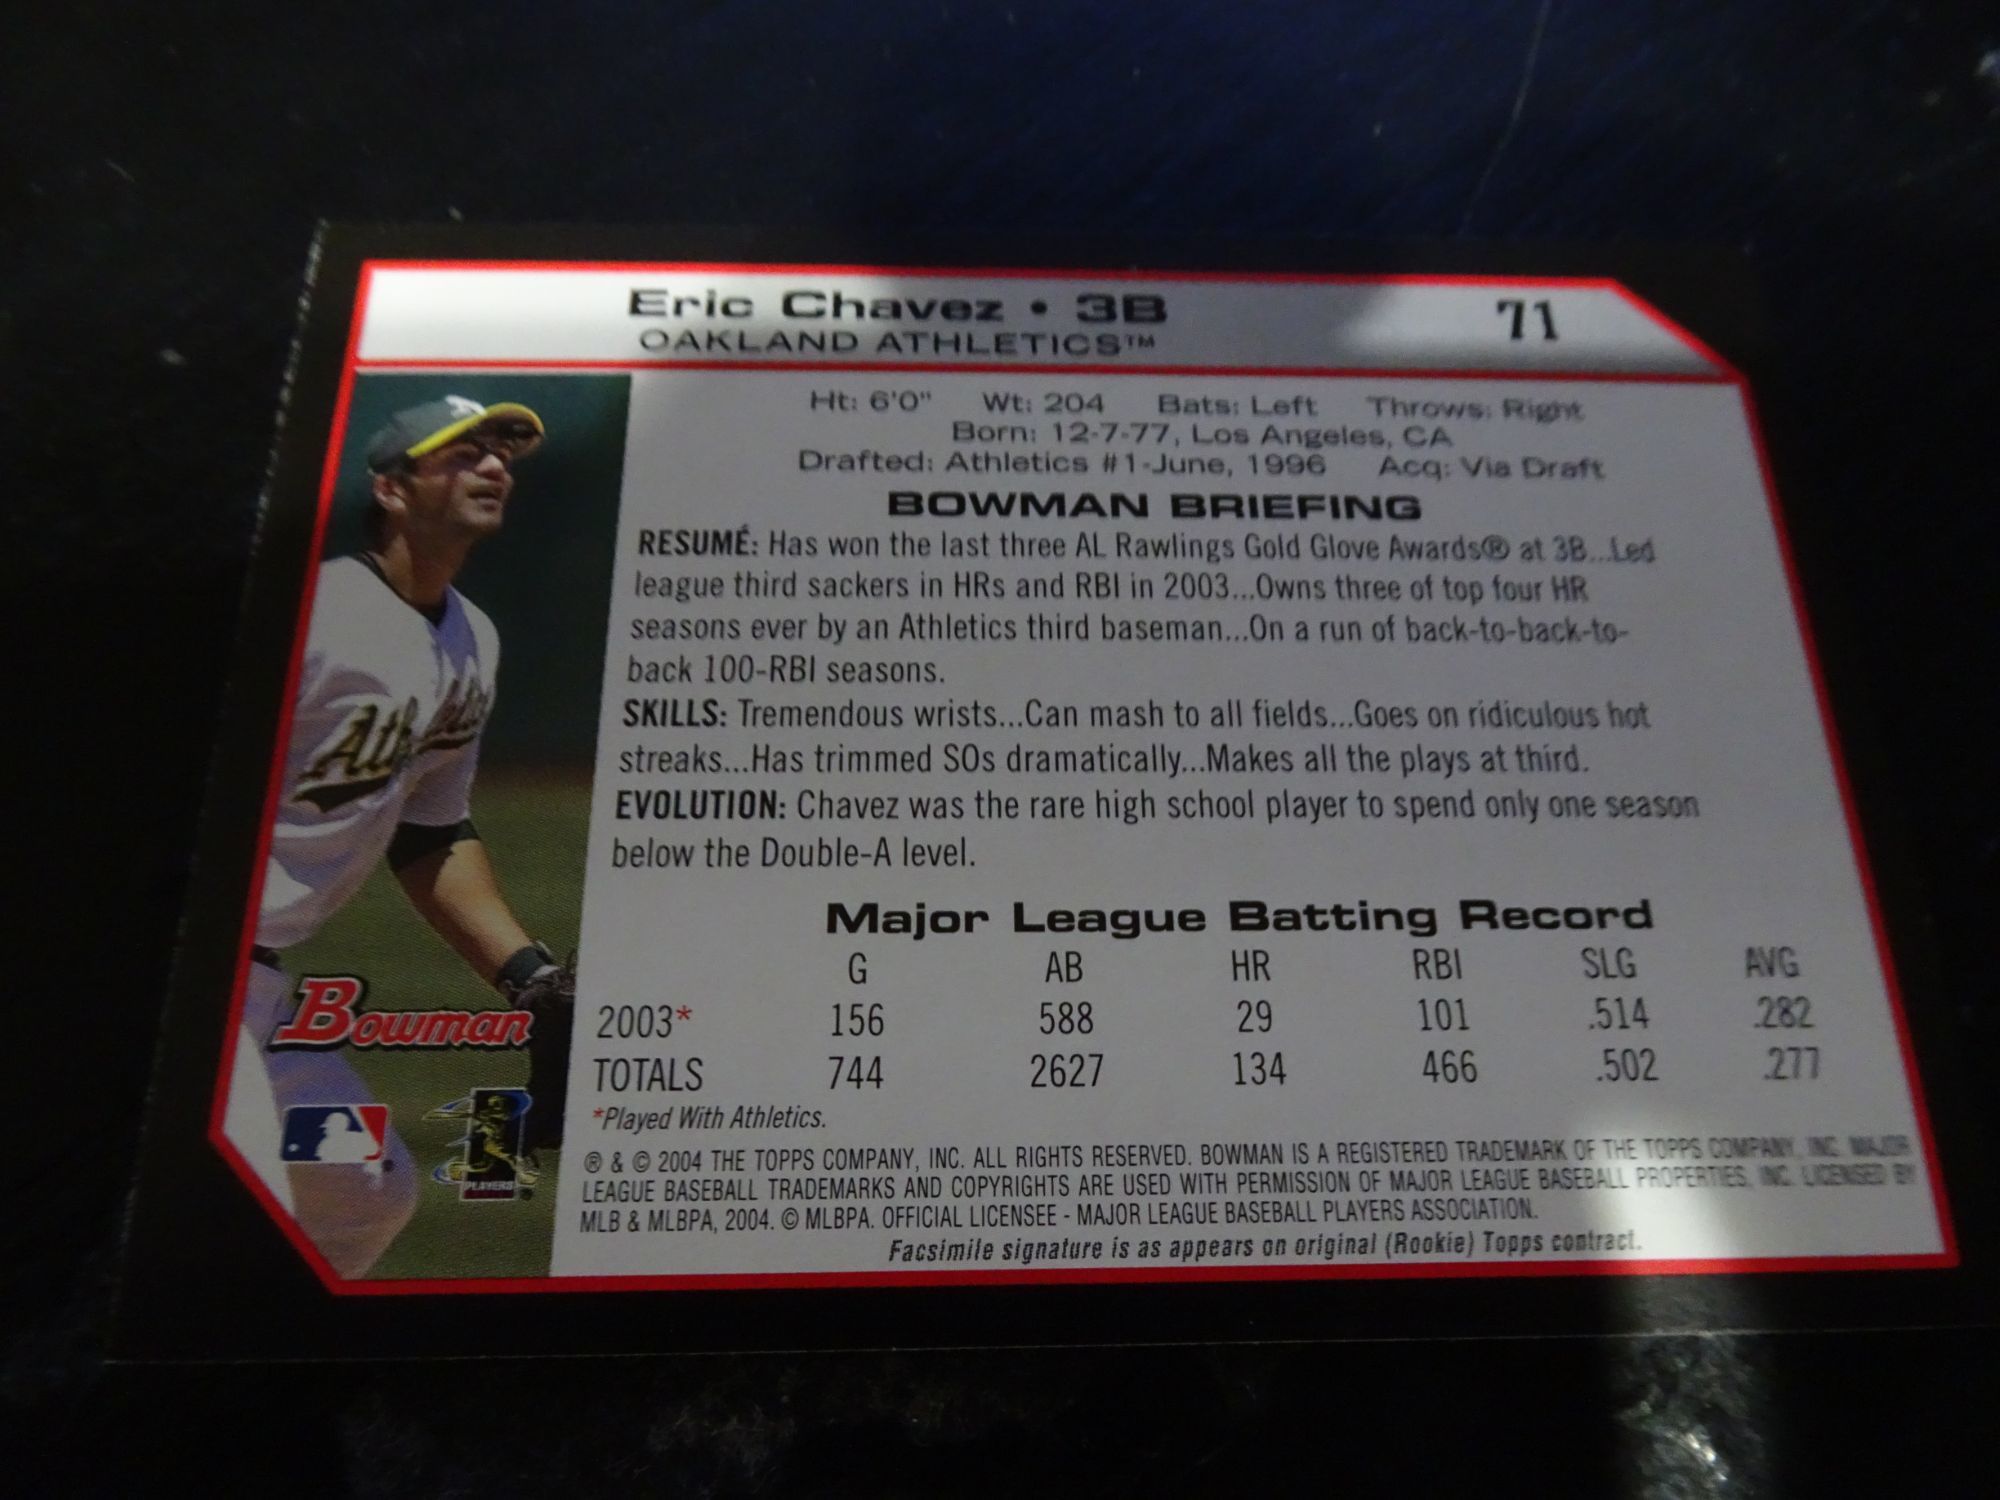 Eric Chavez • 3B
71
OAKLAND ATHLETICS™
Ht: 6'0" Wt: 204 Bats: Left Throws: Right
Born: 12-7-77, Los Angeles, CA
Drafted: Athletics #1-June, 1996 Acq: Via Draft
BOWMAN BRIEFING
RESUMÉ: Has won the last three AL Rawlings Gold Glove Awards® at 3B...Led
league third sackers in HRs and RBI in 2003...Owns three of top four HR
seasons ever by an Athletics third baseman...On a run of back-to-back-to-
back 100-RBI seasons.
SKILLS: Tremendous wrists...Can mash to all fields...Goes on ridiculous hot
streaks...Has trimmed SOs dramatically...Makes all the plays at third.
EVOLUTION: Chavez was the rare high school player to spend only one season
below the Double-A level.
Major League Batting Record
G AB HR RBI SLG AVG
2003* 156 588 29 101 .514 .282
TOTALS 744 2627 134 466 .502 .277
*Played With Athletics.
® & © 2004 THE TOPPS COMPANY, INC. ALL RIGHTS RESERVED. BOWMAN IS A REGISTERED TRADEMARK OF THE TOPPS COMPANY, INC. MAJOR
LEAGUE BASEBALL TRADEMARKS AND COPYRIGHTS ARE USED WITH PERMISSION OF MAJOR LEAGUE BASEBALL PROPERTIES, INC. LICENSED BY
MLB & MLBPA, 2004. © MLBPA. OFFICIAL LICENSEE - MAJOR LEAGUE BASEBALL PLAYERS ASSOCIATION.
Facsimile signature is as appears on original (Rookie) Topps contract.
Athletics
Bowman
PLAYERS